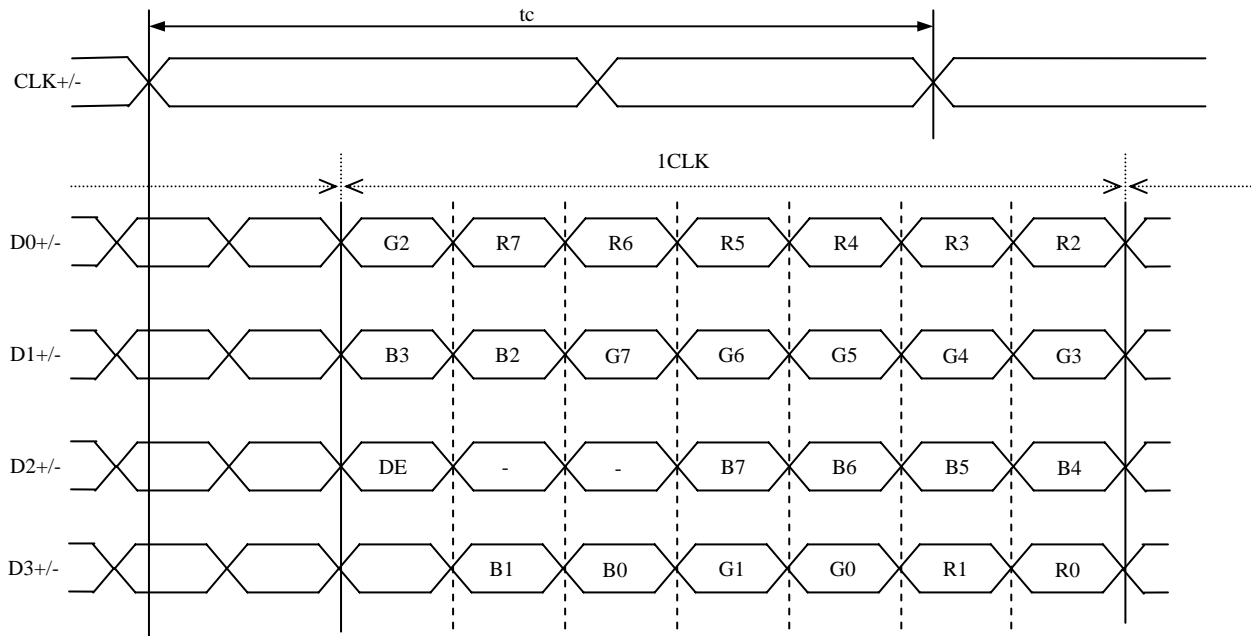 tc
CLK+/-
1CLK
D0+/- G2 R7 R6 R5 R4 R3 R2
D1+/- B3 B2 G7 G6 G5 G4 G3
D2+/- DE - - B7 B6 B5 B4
D3+/- B1 B0 G1 G0 R1 R0